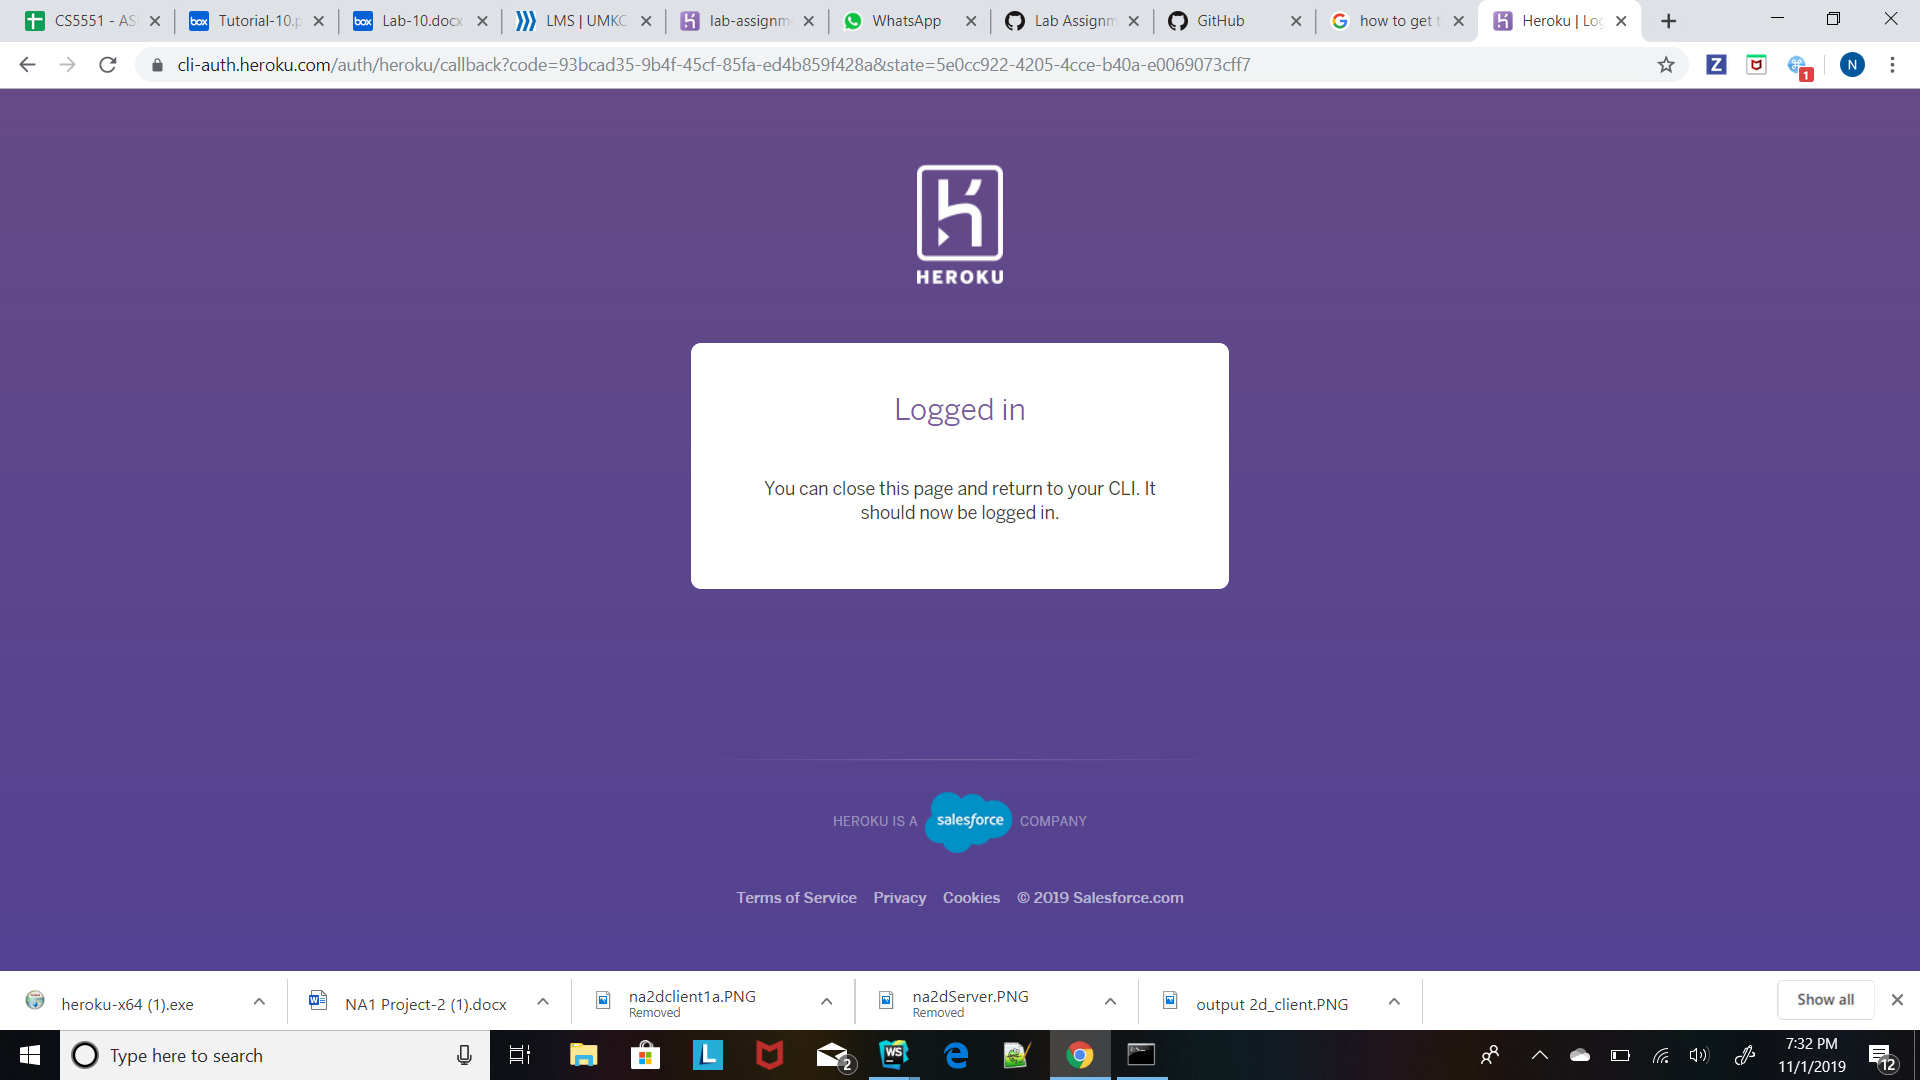 CS5551 - AS
Tutorial-10.p
Lab-10.docx
LMS | UMKC
lab-assignm
WhatsApp
Lab Assignm
GitHub
how to get t
Heroku | Log
cli-auth.heroku.com/auth/heroku/callback?code=93bcad35-9b4f-45cf-85fa-ed4b859f428a&state=5e0cc922-4205-4cce-b40a-e0069073cff7
Z
1
N
HEROKU
Logged in
You can close this page and return to your CLI. It
should now be logged in.
HEROKU IS A salesforce COMPANY
Terms of Service Privacy Cookies © 2019 Salesforce.com
heroku-x64 (1).exe
NA1 Project-2 (1).docx
na2dclient1a.PNG
Removed
na2dServer.PNG
Removed
output 2d_client.PNG
Show all
Type here to search
L
2
WS
7:32 PM
11/1/2019
12